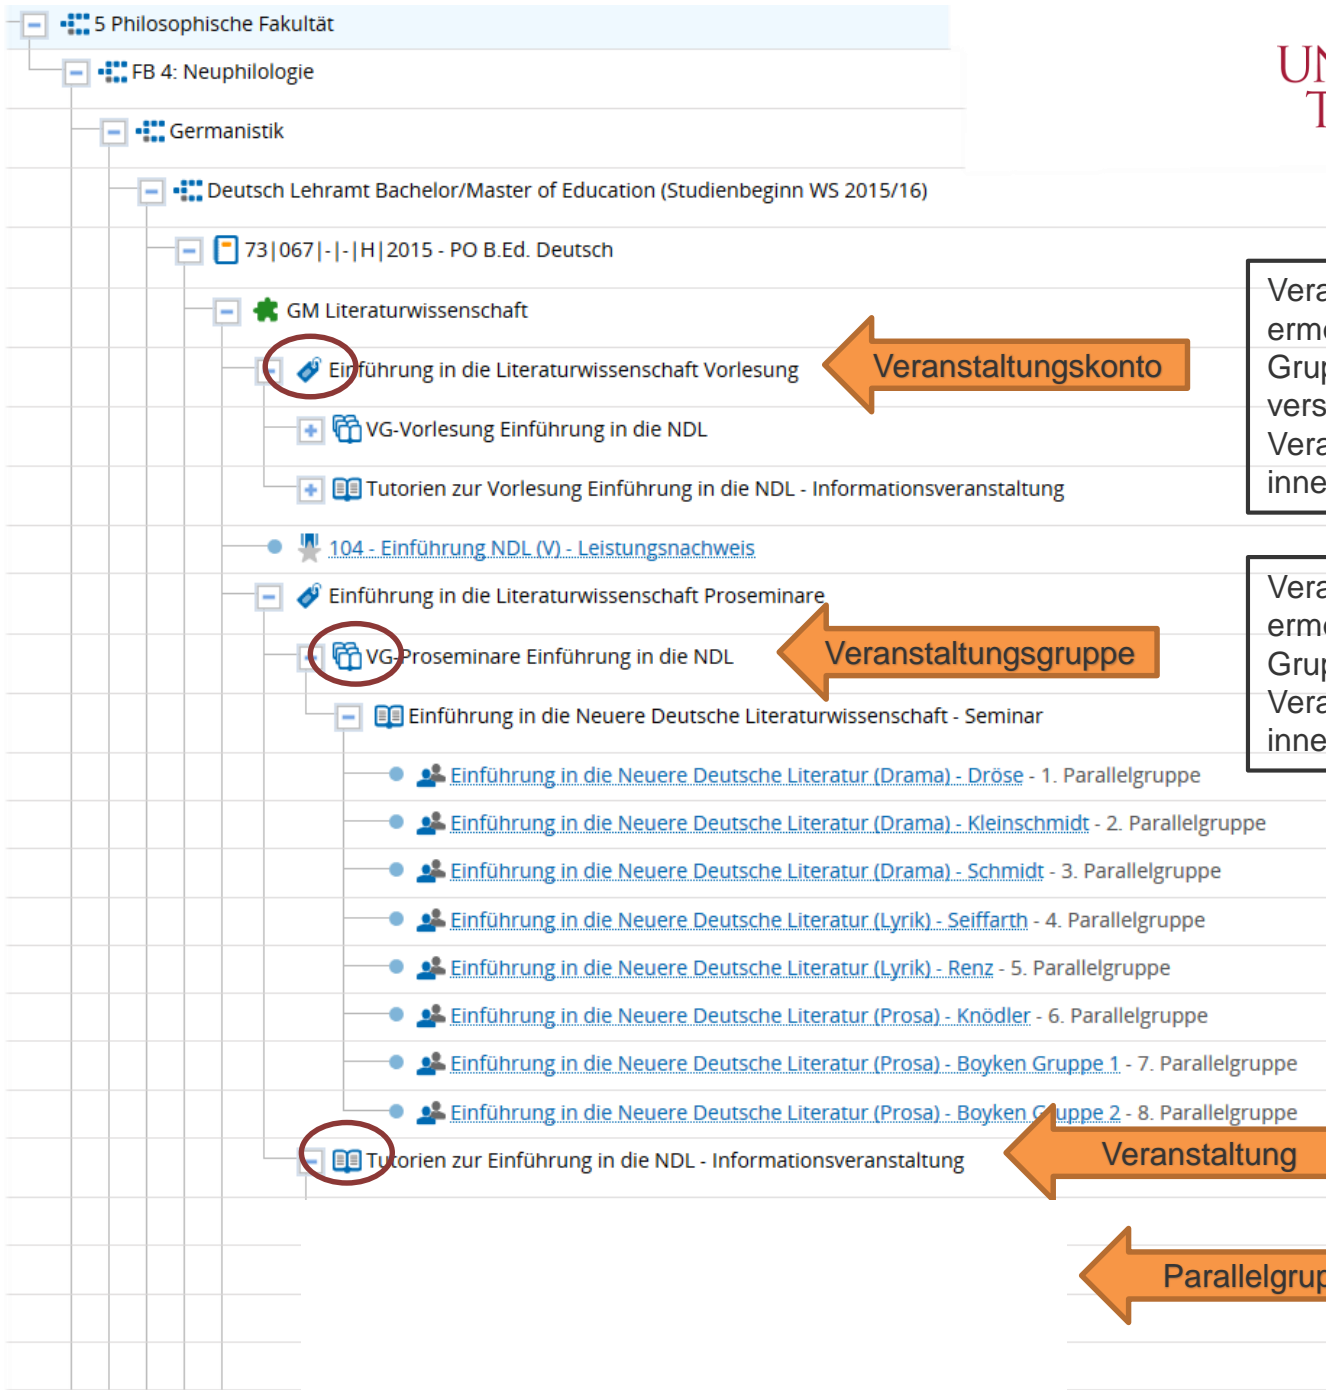 5 Philosophische Fakultät
FB 4: Neuphilologie
Germanistik
Deutsch Lehramt Bachelor/Master of Education (Studienbeginn WS 2015/16)
73|067|-|-|H|2015 - PO B.Ed. Deutsch
GM Literaturwissenschaft
Einführung in die Literaturwissenschaft Vorlesung
Veranstaltungskonto
VG-Vorlesung Einführung in die NDL
Tutorien zur Vorlesung Einführung in die NDL - Informationsveranstaltung
104 - Einführung NDL (V) - Leistungsnachweis
Einführung in die Literaturwissenschaft Proseminare
VG-Proseminare Einführung in die NDL
Veranstaltungsgruppe
Einführung in die Neuere Deutsche Literaturwissenschaft - Seminar
Einführung in die Neuere Deutsche Literatur (Drama) - Dröse - 1. Parallelgruppe
Einführung in die Neuere Deutsche Literatur (Drama) - Kleinschmidt - 2. Parallelgruppe
Einführung in die Neuere Deutsche Literatur (Drama) - Schmidt - 3. Parallelgruppe
Einführung in die Neuere Deutsche Literatur (Lyrik) - Seiffarth - 4. Parallelgruppe
Einführung in die Neuere Deutsche Literatur (Lyrik) - Renz - 5. Parallelgruppe
Einführung in die Neuere Deutsche Literatur (Prosa) - Knödler - 6. Parallelgruppe
Einführung in die Neuere Deutsche Literatur (Prosa) - Boyken Gruppe 1 - 7. Parallelgruppe
Einführung in die Neuere Deutsche Literatur (Prosa) - Boyken Gruppe 2 - 8. Parallelgruppe
Tutorien zur Einführung in die NDL - Informationsveranstaltung
Veranstaltung